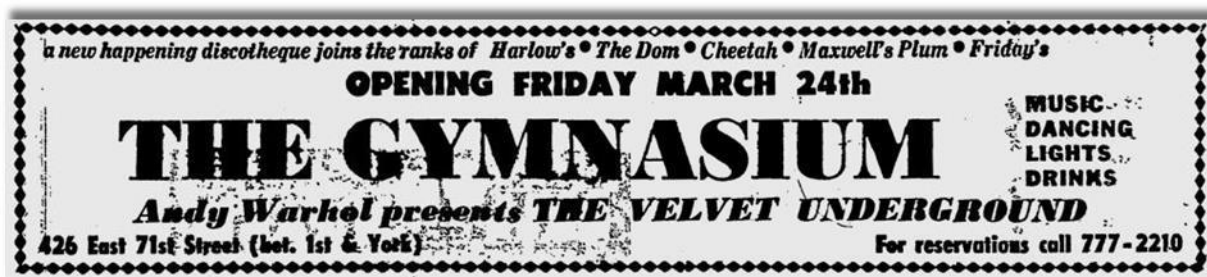 a new happening discotheque joins the ranks of Harlow's • The Dom • Cheetah • Maxwell's Plum • Friday's
OPENING FRIDAY MARCH 24th
THE GYMNASIUM
MUSIC
DANCING
LIGHTS
DRINKS
Andy Warhol presents THE VELVET UNDERGROUND
426 East 71st Street (bet. 1st & York)
For reservations call 777-2210